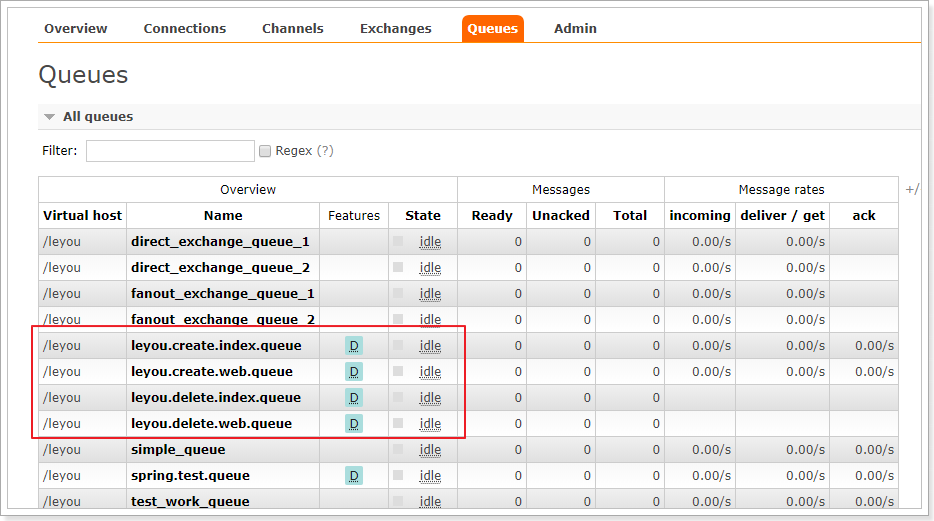 Overview Connections Channels Exchanges Queues Admin
Queues
All queues
Filter: Regex (?)
Overview Messages Message rates +/
Virtual host Name Features State Ready Unacked Total incoming deliver / get ack
/leyou direct_exchange_queue_1 idle 0 0 0 0.00/s 0.00/s
/leyou direct_exchange_queue_2 idle 0 0 0 0.00/s 0.00/s
/leyou fanout_exchange_queue_1 idle 0 0 0 0.00/s 0.00/s
/leyou fanout_exchange_queue_2 idle 0 0 0 0.00/s 0.00/s
/leyou leyou.create.index.queue D idle 0 0 0 0.00/s 0.00/s 0.00/s
/leyou leyou.create.web.queue D idle 0 0 0 0.00/s 0.00/s 0.00/s
/leyou leyou.delete.index.queue D idle 0 0 0
/leyou leyou.delete.web.queue D idle 0 0 0
/leyou simple_queue idle 0 0 0 0.00/s 0.00/s 0.00/s
/leyou spring.test.queue D idle 0 0 0 0.00/s 0.00/s 0.00/s
/leyou test_work_queue idle 0 0 0 0.00/s 0.00/s 0.00/s